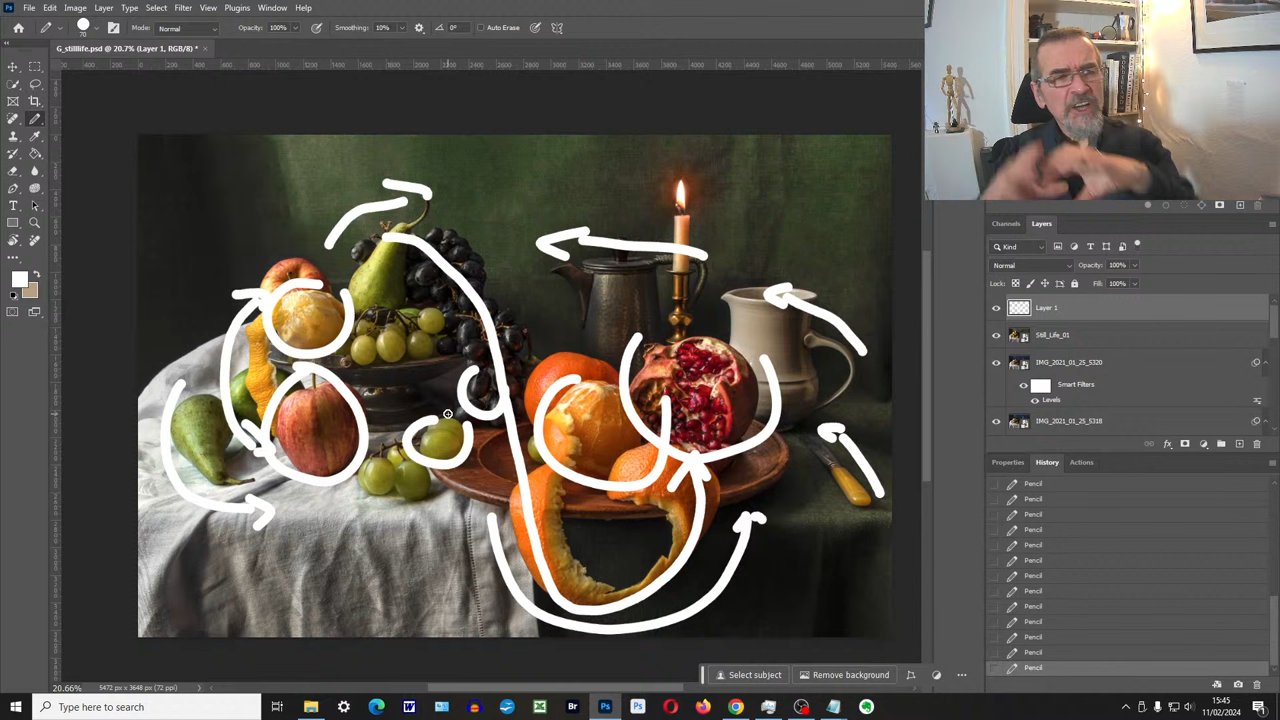 File Edit Image Layer Type Select Filter View Plugins Window Help
70 Mode: Normal Opacity: 100% Smoothing: 10% 0° Auto Erase
G_stilllife.psd @ 20.7% (Layer 1, RGB/8) *
Channels Layers
Kind
Normal Opacity: 100%
Lock: Fill: 100%
Layer 1
Still_Life_01
IMG_2021_01_25_5320
Smart Filters
Levels
IMG_2021_01_25_5318
Properties History Actions
Pencil
Pencil
Pencil
Pencil
Pencil
Pencil
Pencil
Pencil
Pencil
Pencil
Pencil
Pencil
Pencil
Select subject Remove background
20.66% 5472 px x 3648 px (72 ppi)
Type here to search
15:45
11/02/2024